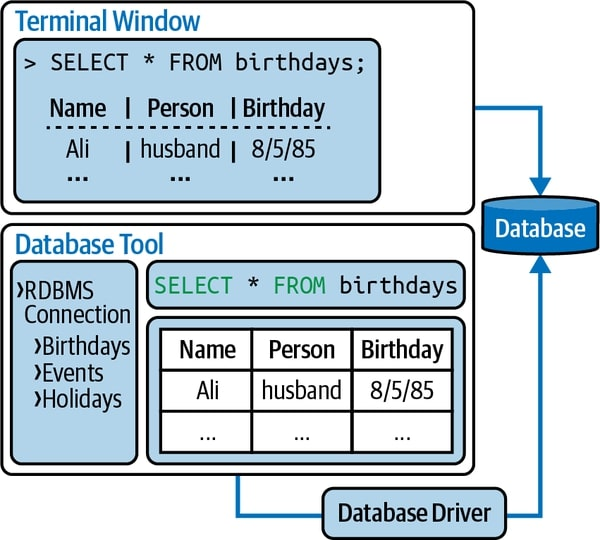 Terminal Window
> SELECT * FROM birthdays;
Name | Person | Birthday
Ali | husband | 8/5/85
... ... ...
Database
Database Tool
›RDBMS
Connection
›Birthdays
›Events
›Holidays
SELECT * FROM birthdays
Name Person Birthday
Ali husband 8/5/85
... ... ...
Database Driver